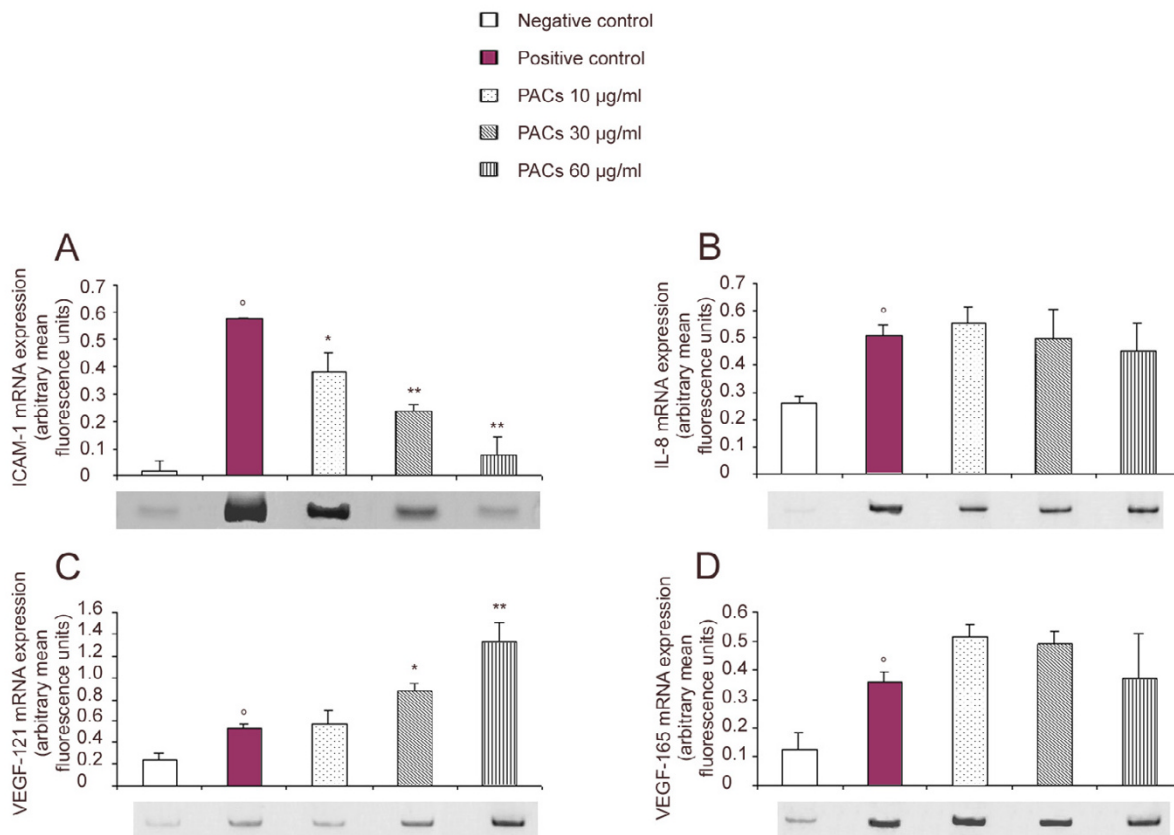 Negative control
Positive control
PACs 10 µg/ml
PACs 30 µg/ml
PACs 60 µg/ml
A
ICAM-1 mRNA expression
(arbitrary mean
fluorescence units)
0.7
0.6
0.5
0.4
0.3
0.2
0.1
0
°
*
**
**
B
IL-8 mRNA expression
(arbitrary mean
fluorescence units)
0.7
0.6
0.5
0.4
0.3
0.2
0.1
0
°
C
VEGF-121 mRNA expression
(arbitrary mean
fluorescence units)
1.6
1.4
1.2
1.0
0.8
0.6
0.4
0.2
0
°
*
**
D
VEGF-165 mRNA expression
(arbitrary mean
fluorescence units)
0.6
0.5
0.4
0.3
0.2
0.1
0
°